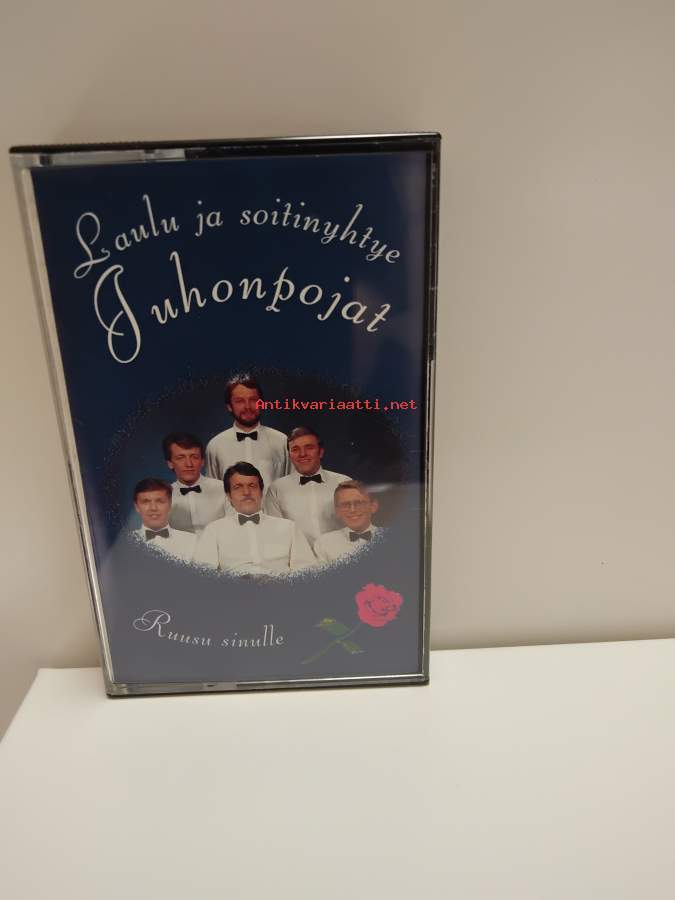 Laulu ja soitinyhtye
Juhonpojat
Antikvariaatti.net
Ruusu sinulle